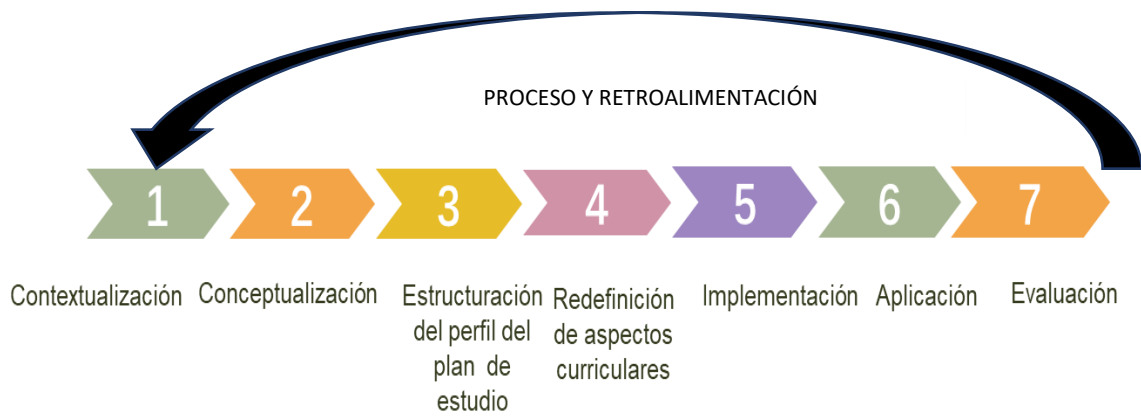 PROCESO Y RETROALIMENTACIÓN
1
2
3
4
5
6
7
Contextualización
Conceptualización
Estructuración
del perfil del
plan de
estudio
Redefinición
de aspectos
curriculares
Implementación
Aplicación
Evaluación